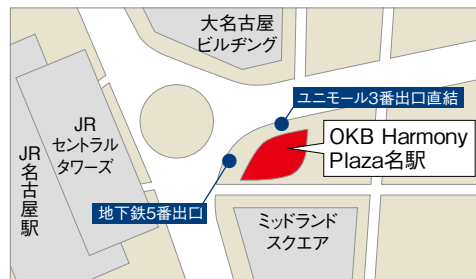 大名古屋
ビルヂング
ユニモール3番出口直結
OKB Harmony
Plaza名駅
JR
セントラル
タワーズ
JR名古屋駅
地下鉄5番出口
ミッドランド
スクエア